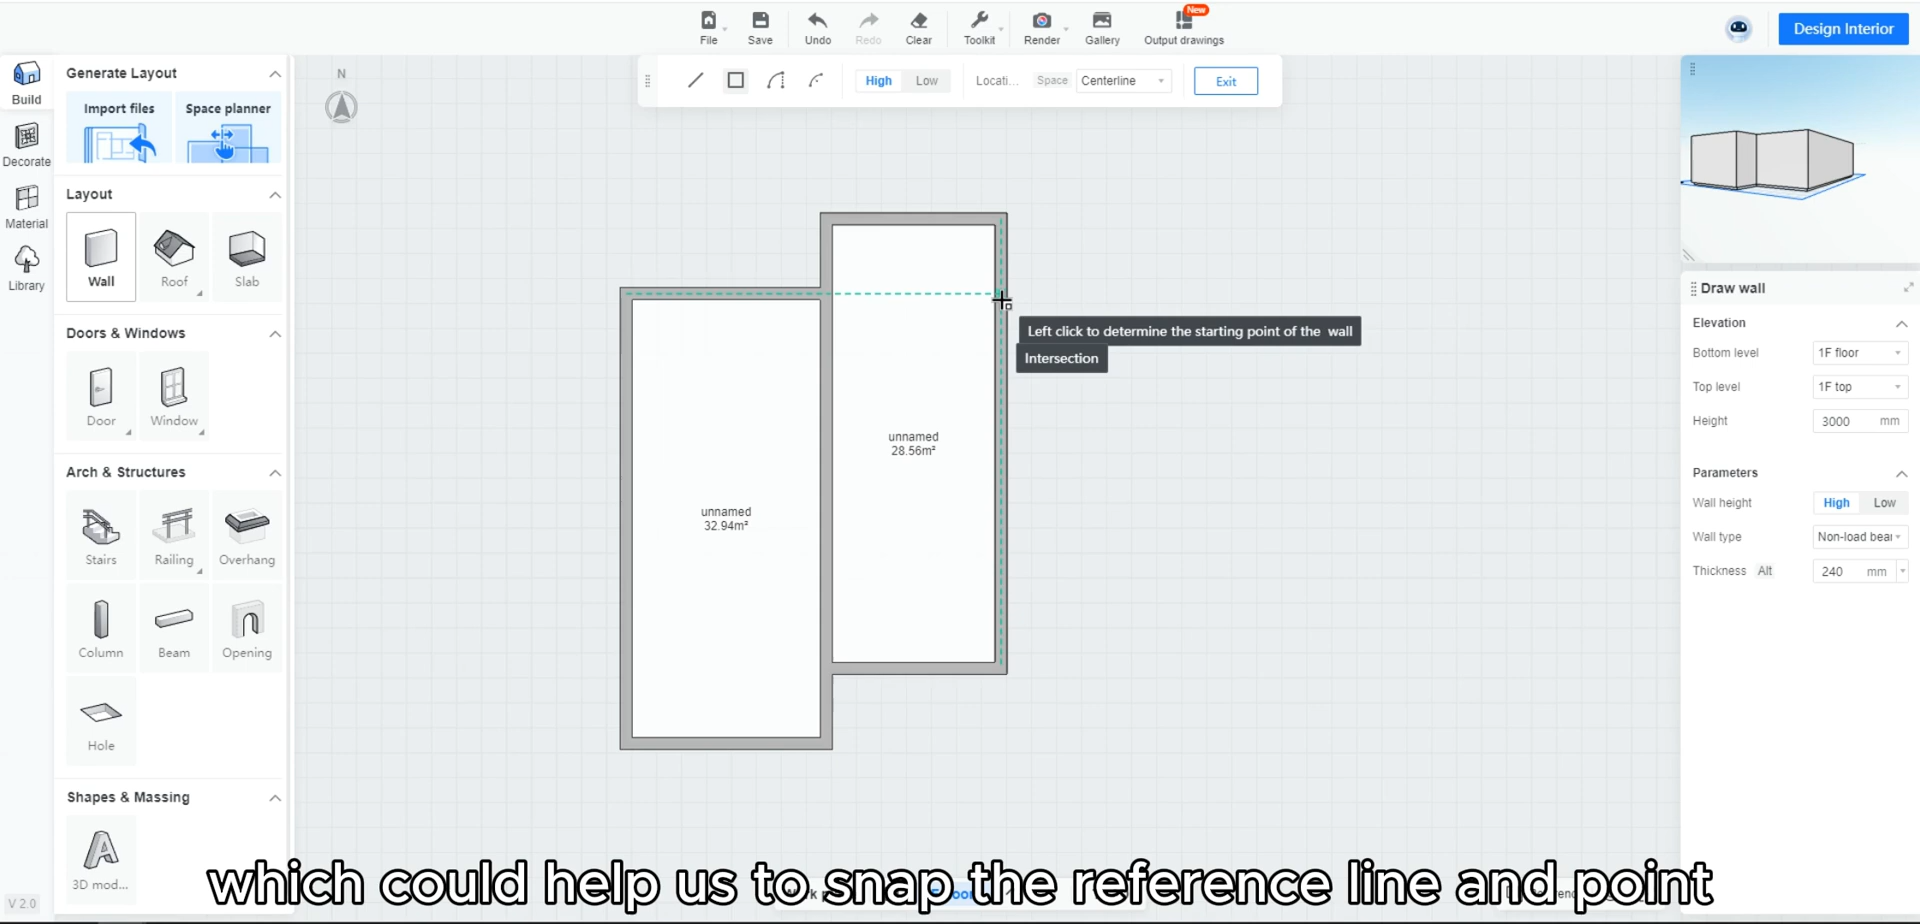 File
Save
Undo
Redo
Clear
Toolkit
Render
Gallery
New
Output drawings
Design Interior
Build
Decorate
Material
Library
V 2.0
Generate Layout
Import files
Space planner
Layout
Wall
Roof
Slab
Doors & Windows
Door
Window
Arch & Structures
Stairs
Railing
Overhang
Column
Beam
Opening
Hole
Shapes & Massing
3D mod...
N
High
Low
Locati...
Space
Centerline
Exit
Left click to determine the starting point of the wall
Intersection
unnamed
28.56m²
unnamed
32.94m²
Draw wall
Elevation
Bottom level
1F floor
Top level
1F top
Height
3000 mm
Parameters
Wall height
High
Low
Wall type
Non-load bear
Thickness Alt
240 mm
which could help us to snap the reference line and point